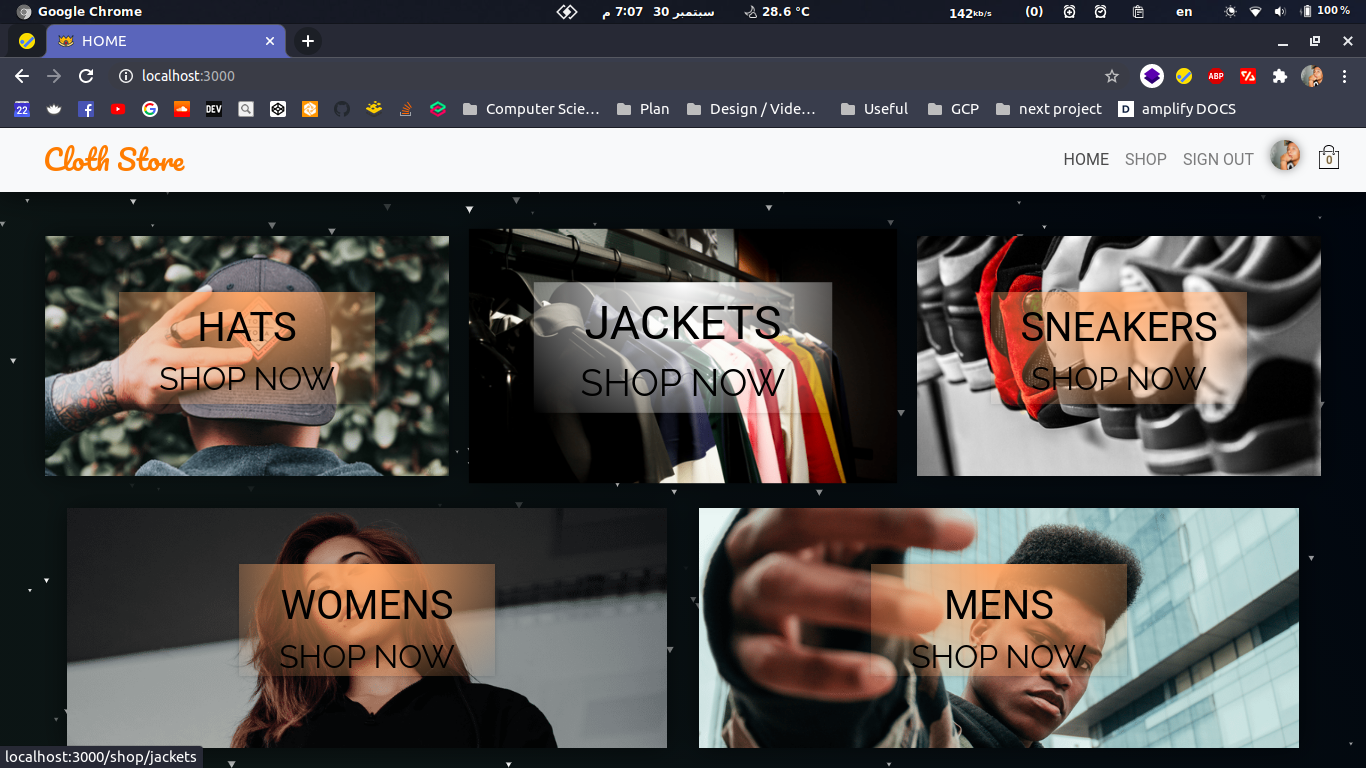 Google Chrome
م 7:07 30 سبتمبر
28.6 °C
142kb/s
(0)
en
100 %
HOME
localhost:3000
22
DEV
ABP
Computer Scie…
Plan
Design / Vide…
Useful
GCP
next project
D amplify DOCS
Cloth Store
HOME
SHOP
SIGN OUT
0
HATS
SHOP NOW
JACKETS
SHOP NOW
SNEAKERS
SHOP NOW
WOMENS
SHOP NOW
MENS
SHOP NOW
localhost:3000/shop/jackets